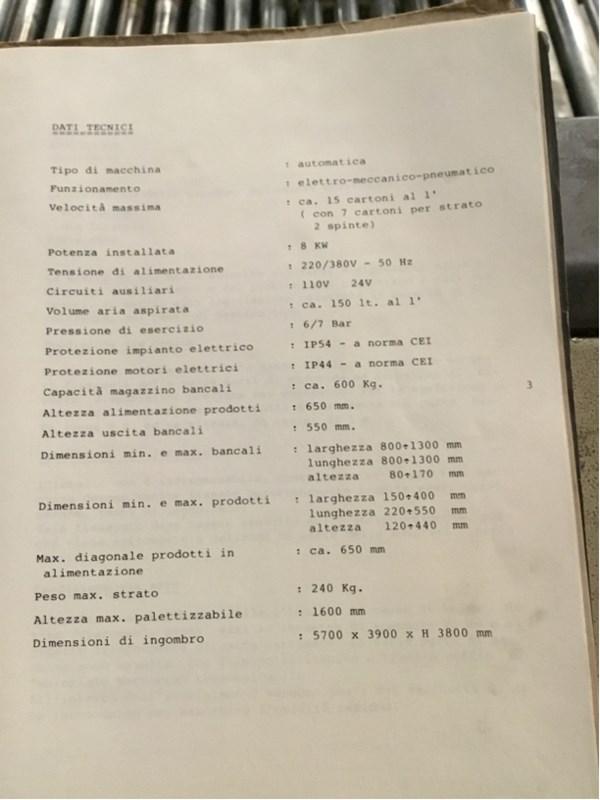 DATI TECNICI
Tipo di macchina : automatica
Funzionamento : elettro-meccanico-pneumatico
Velocità massima : ca. 15 cartoni al 1'
( con 7 cartoni per strato
2 spinte)
Potenza installata : 8 KW
Tensione di alimentazione : 220/380V - 50 Hz
Circuiti ausiliari : 110V 24V
Volume aria aspirata : ca. 150 lt. al 1'
Pressione di esercizio : 6/7 Bar
Protezione impianto elettrico : IP54 - a norma CEI
Protezione motori elettrici : IP44 - a norma CEI
Capacità magazzino bancali : ca. 600 Kg.
3
Altezza alimentazione prodotti : 650 mm.
Altezza uscita bancali : 550 mm.
Dimensioni min. e max. bancali : larghezza 800÷1300 mm
lunghezza 800÷1300 mm
altezza 80÷170 mm
Dimensioni min. e max. prodotti : larghezza 150÷400 mm
lunghezza 220÷550 mm
altezza 120÷440 mm
Max. diagonale prodotti in : ca. 650 mm
alimentazione
Peso max. strato : 240 Kg.
Altezza max. palettizzabile : 1600 mm
Dimensioni di ingombro : 5700 x 3900 x H 3800 mm